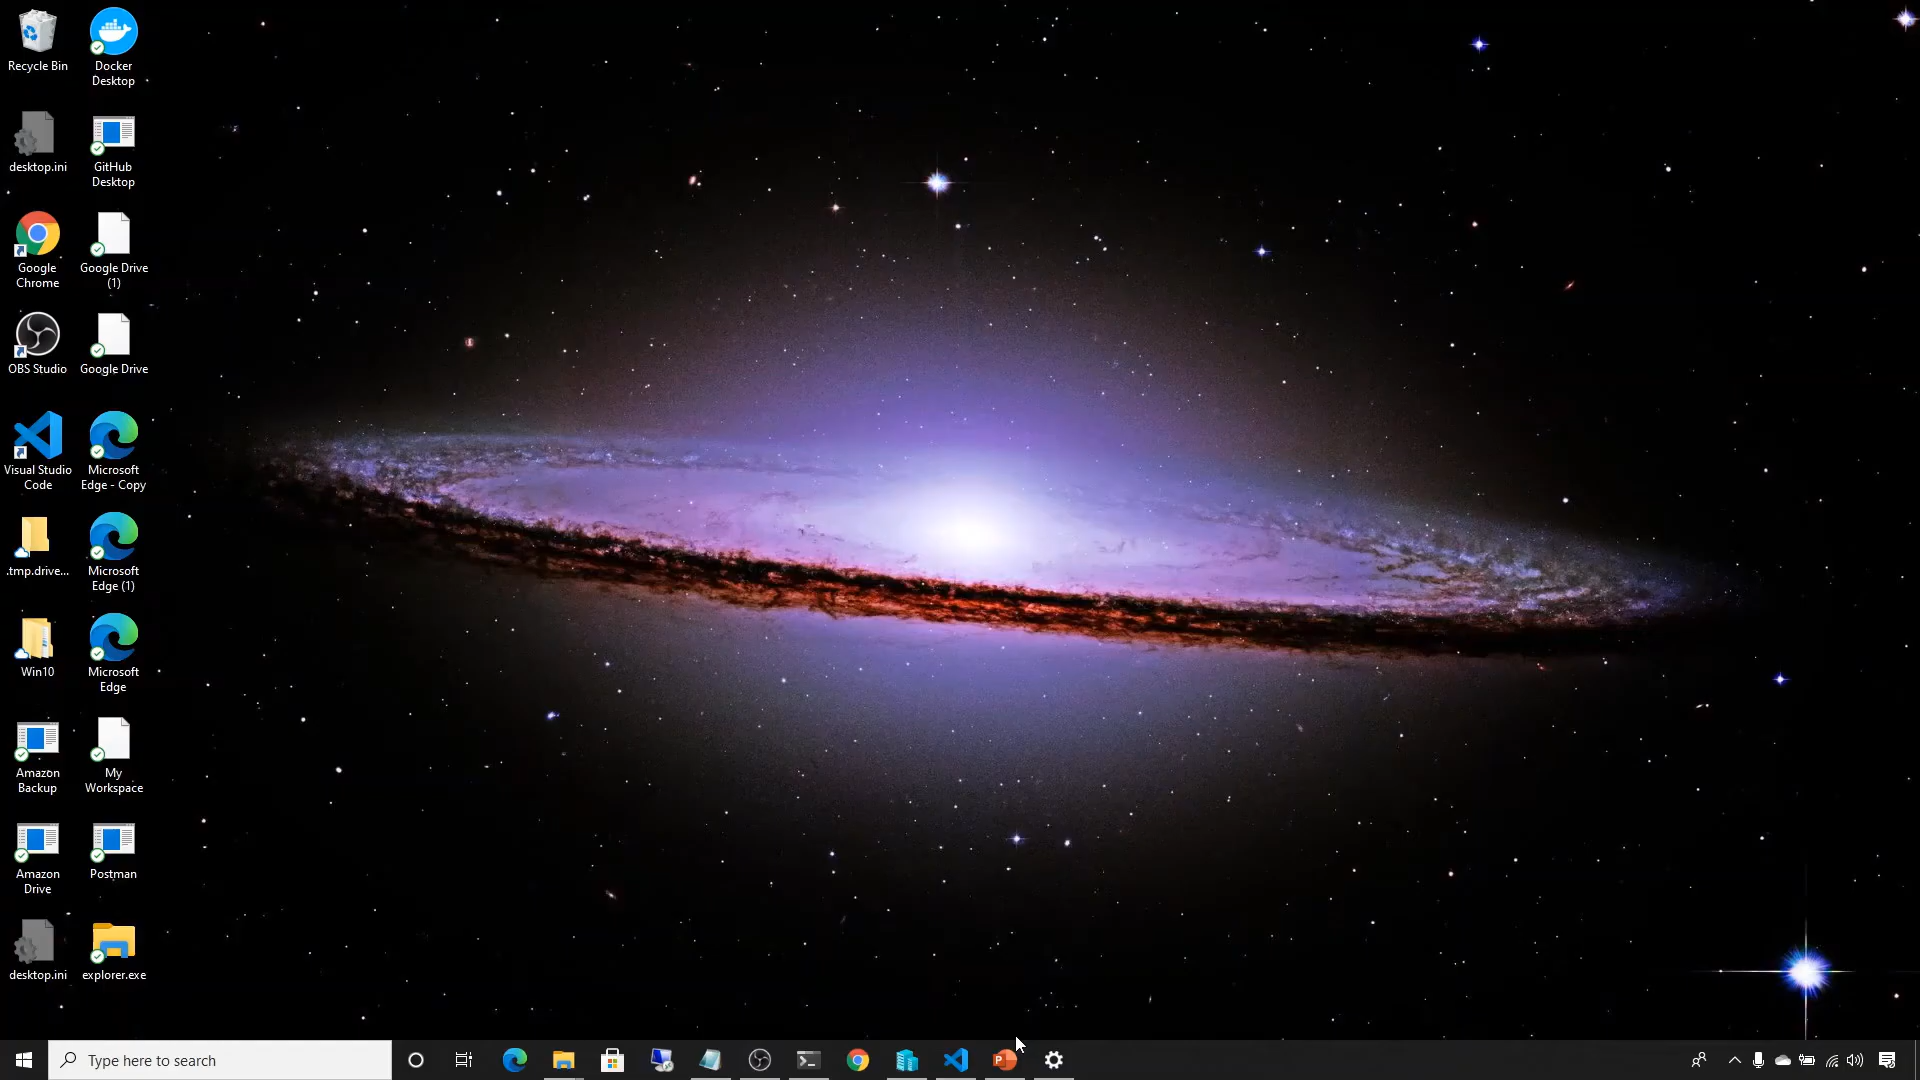 Recycle Bin
Docker
Desktop
desktop.ini
GitHub
Desktop
Google
Chrome
Google Drive
(1)
OBS Studio
Google Drive
Visual Studio
Code
Microsoft
Edge - Copy
.tmp.drive...
Microsoft
Edge (1)
Win10
Microsoft
Edge
Amazon
Backup
My
Workspace
Amazon
Drive
Postman
desktop.ini
explorer.exe
Type here to search